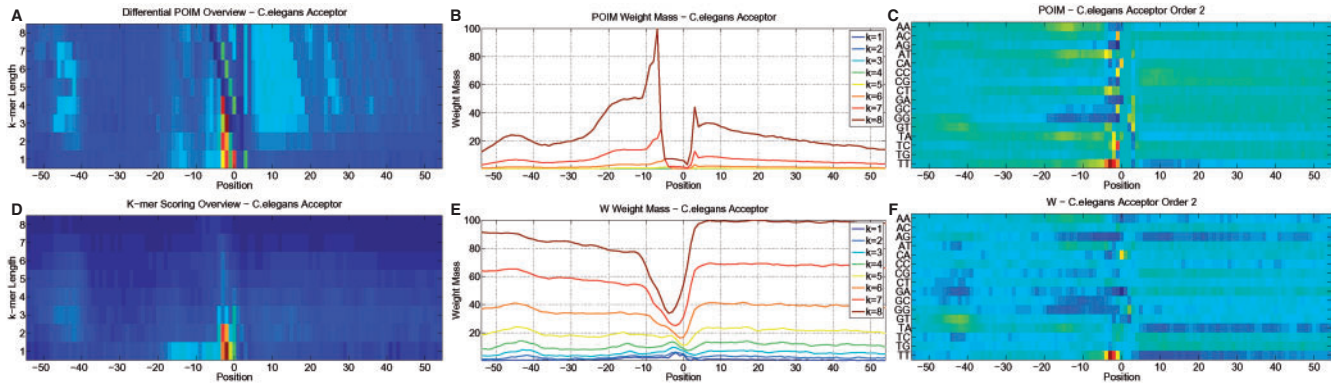 A
Differential POIM Overview – C.elegans Acceptor
k–mer Length
8
7
6
5
4
3
2
1
−50 −40 −30 −20 −10 0 10 20 30 40 50
Position
B
POIM Weight Mass – C.elegans Acceptor
Weight Mass
100
80
60
40
20
−50 −40 −30 −20 −10 0 10 20 30 40 50
Position
k=1
k=2
k=3
k=4
k=5
k=6
k=7
k=8
C
POIM – C.elegans Acceptor Order 2
AA
AC
AG
AT
CA
CC
CG
CT
GA
GC
GG
GT
TA
TC
TG
TT
−50 −40 −30 −20 −10 0 10 20 30 40 50
Position
D
K–mer Scoring Overview – C.elegans Acceptor
k–mer Length
8
7
6
5
4
3
2
1
−50 −40 −30 −20 −10 0 10 20 30 40 50
Position
E
W Weight Mass – C.elegans Acceptor
Weight Mass
100
80
60
40
20
−50 −40 −30 −20 −10 0 10 20 30 40 50
Position
k=1
k=2
k=3
k=4
k=5
k=6
k=7
k=8
F
W – C.elegans Acceptor Order 2
AA
AC
AG
AT
CA
CC
CG
CT
GA
GC
GG
GT
TA
TC
TG
TT
−50 −40 −30 −20 −10 0 10 20 30 40 50
Position